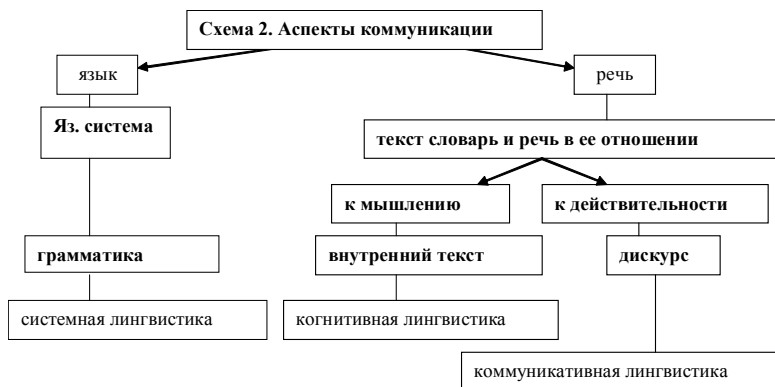 Схема 2. Аспекты коммуникации
язык
речь
Яз. система
текст словарь и речь в ее отношении
к мышлению
к действительности
грамматика
внутренний текст
дискурс
системная лингвистика
когнитивная лингвистика
коммуникативная лингвистика